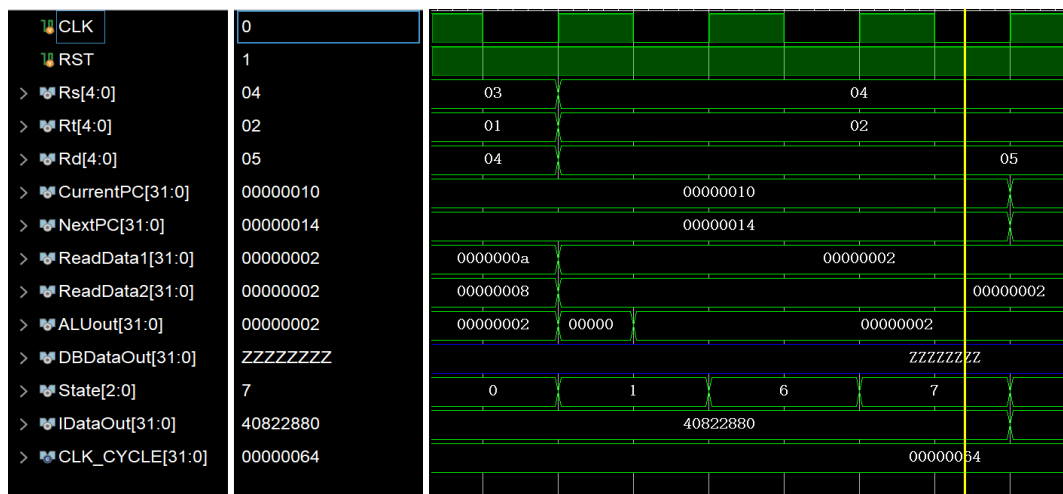 CLK 0
RST 1
Rs[4:0] 04 03 04
Rt[4:0] 02 01 02
Rd[4:0] 05 04 05
CurrentPC[31:0] 00000010 00000010
NextPC[31:0] 00000014 00000014
ReadData1[31:0] 00000002 0000000a 00000002
ReadData2[31:0] 00000002 00000008 00000002
ALUout[31:0] 00000002 00000002 00000 00000002
DBDataOut[31:0] ZZZZZZZZ ZZZZZZZZ
State[2:0] 7 0 1 6 7
IDataOut[31:0] 40822880 40822880
CLK_CYCLE[31:0] 00000064 00000064